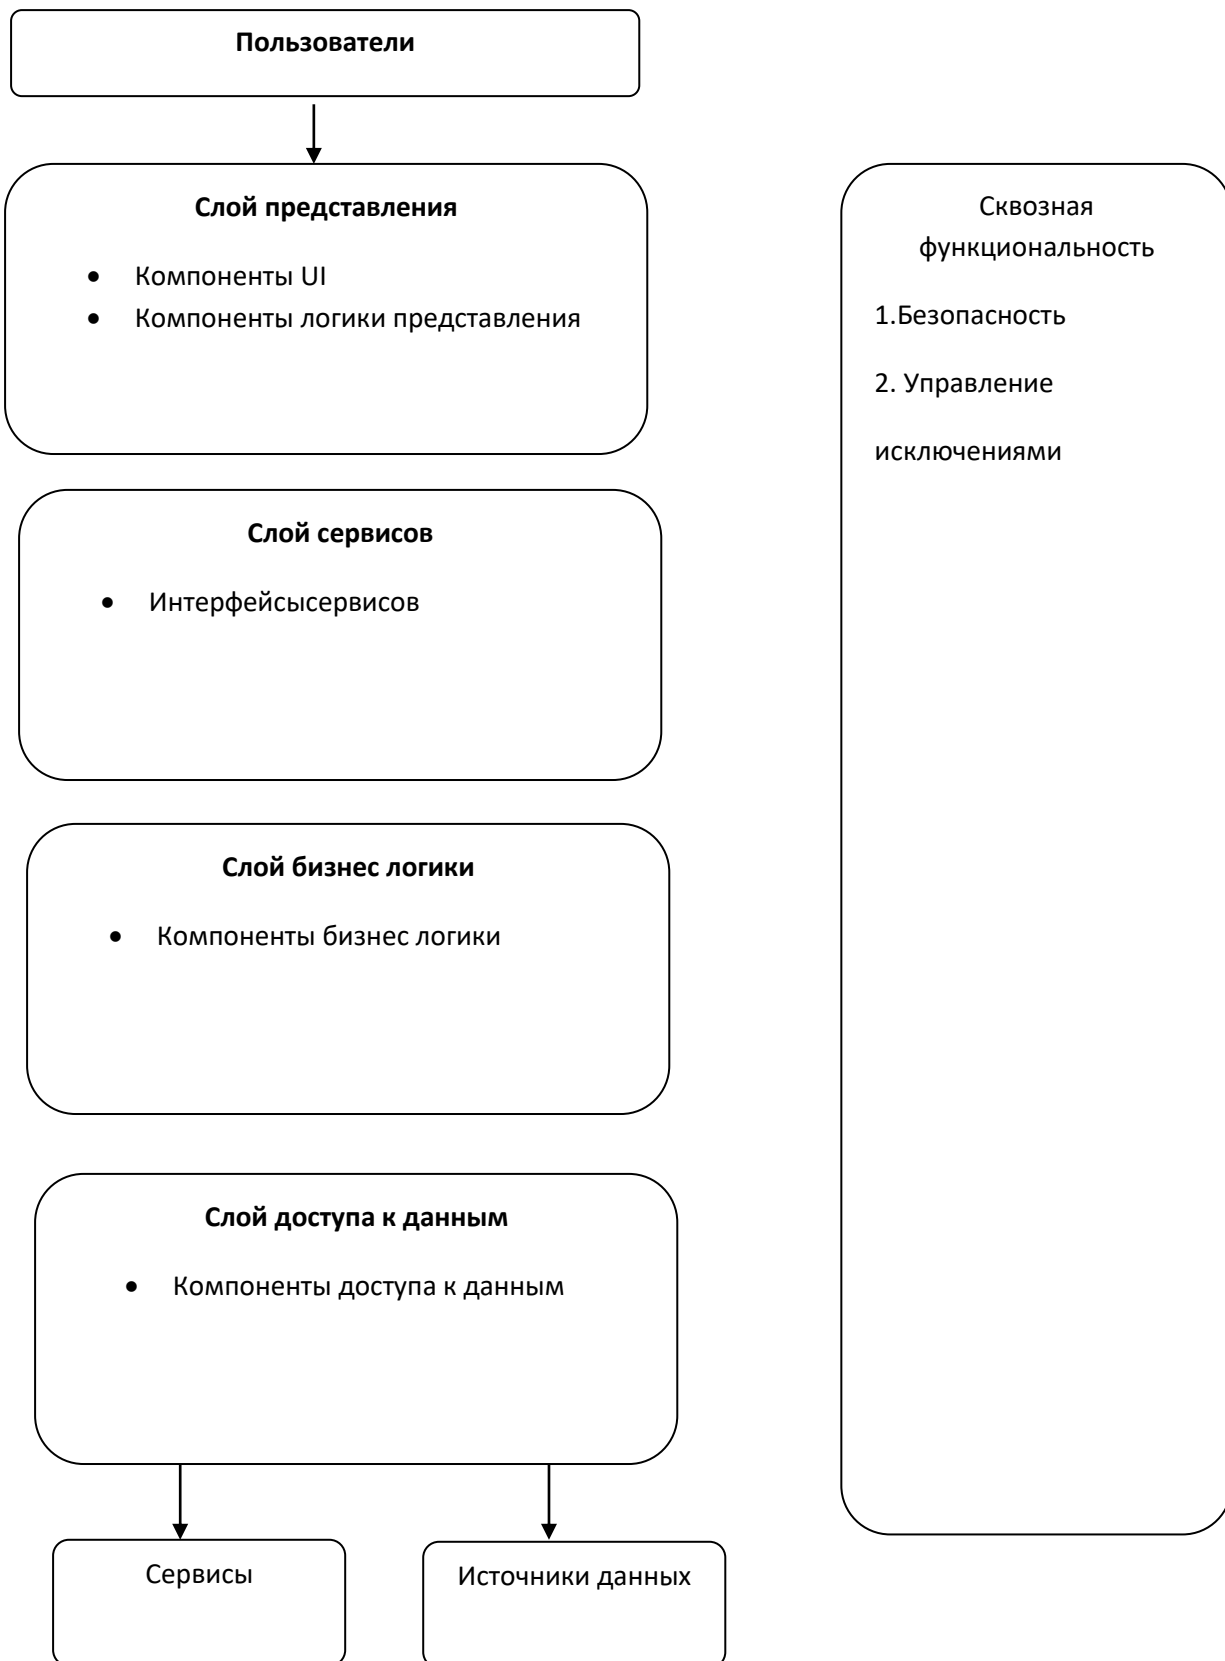 Пользователи
Слой представления
• Компоненты UI
• Компоненты логики представления
Слой сервисов
• Интерфейсысервисов
Слой бизнес логики
• Компоненты бизнес логики
Слой доступа к данным
• Компоненты доступа к данным
Сервисы
Источники данных
Сквозная
функциональность
1.Безопасность
2. Управление
исключениями